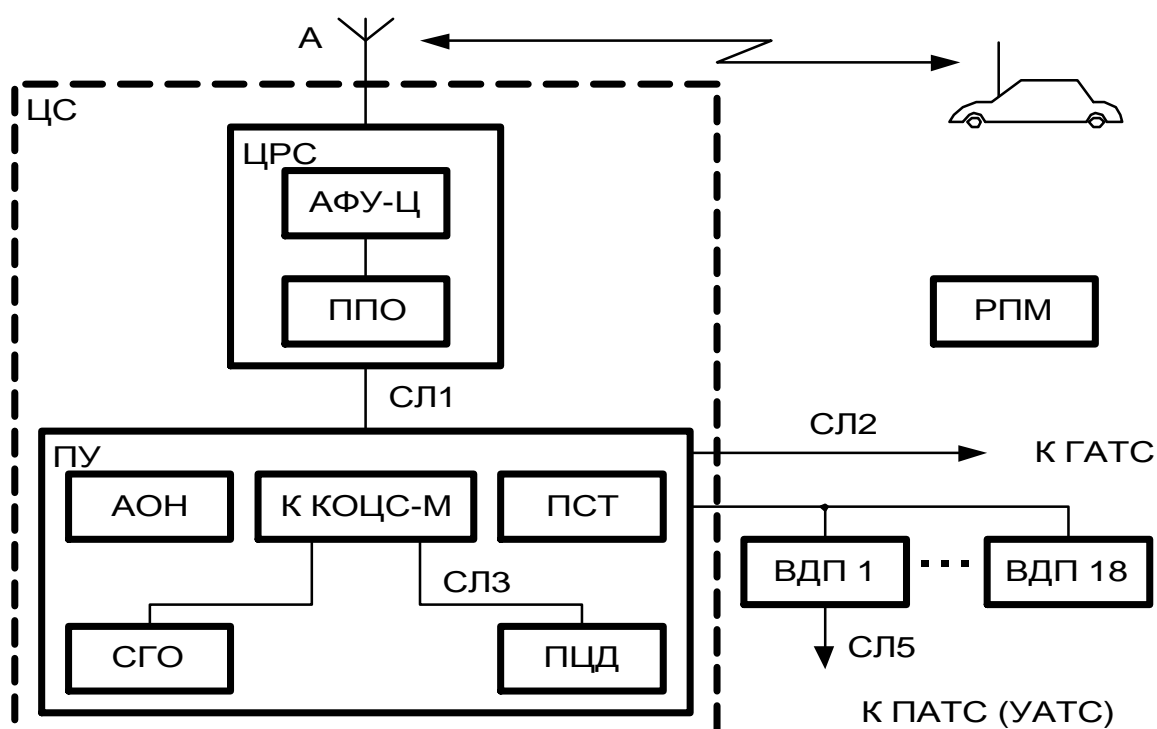 А
ЦС
ЦРС
АФУ-Ц
ППО
РПМ
СЛ1
СЛ2
ПУ
К ГАТС
АОН
К КОЦС-М
ПСТ
ВДП 1
ВДП 18
СЛ3
СГО
ПЦД
СЛ5
К ПАТС (УАТС)